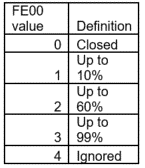 FE00
value Definition
0 Closed
Up to
1 10%
Up to
2 60%
Up to
3 99%
4 Ignored